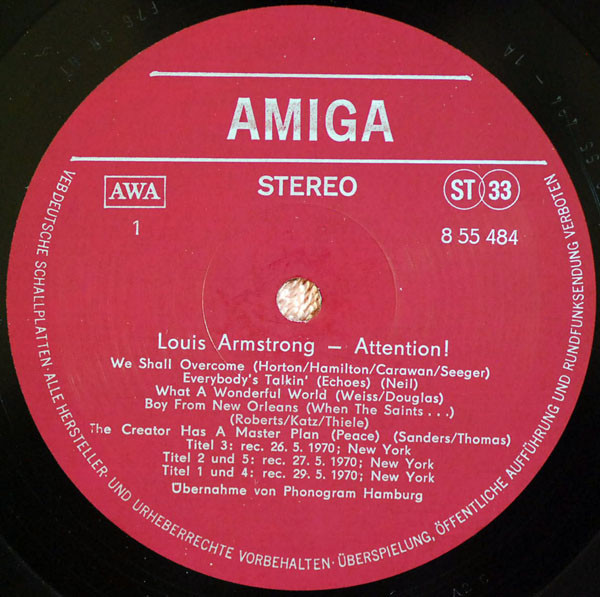 AMIGA
STEREO
AWA
ST 33
1
8 55 484
Louis Armstrong — Attention!
We Shall Overcome (Horton/Hamilton/Carawan/Seeger)
Everybody's Talkin' (Echoes) (Neil)
What A Wonderful World (Weiss/Douglas)
Boy From New Orleans (When The Saints . . .)
(Roberts/Katz/Thiele)
The Creator Has A Master Plan (Peace) (Sanders/Thomas)
Titel 3: rec. 26. 5. 1970; New York
Titel 2 und 5: rec. 27. 5. 1970; New York
Titel 1 und 4: rec. 29. 5. 1970; New York
Übernahme von Phonogram Hamburg
VEB DEUTSCHE SCHALLPLATTEN · ALLE HERSTELLER- UND URHEBERRECHTE VORBEHALTEN · ÜBERSPIELUNG, ÖFFENTLICHE AUFFÜHRUNG UND RUNDFUNKSENDUNG VERBOTEN